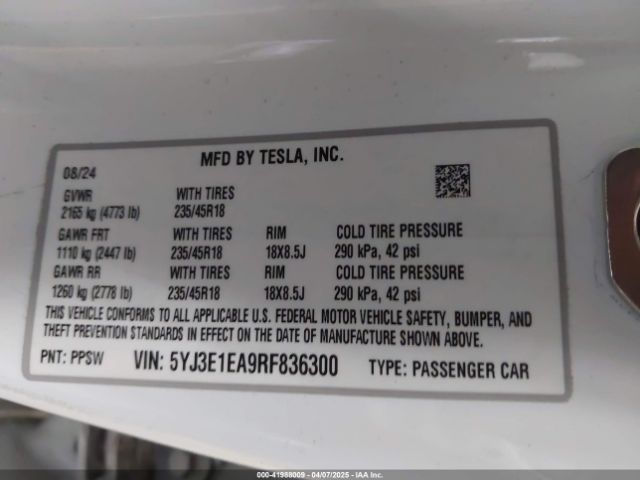 MFD BY TESLA, INC.
08/24
GVWR WITH TIRES
2165 kg (4773 lb) 235/45R18
GAWR FRT WITH TIRES RIM COLD TIRE PRESSURE
1110 kg (2447 lb) 235/45R18 18X8.5J 290 kPa, 42 psi
GAWR RR WITH TIRES RIM COLD TIRE PRESSURE
1260 kg (2778 lb) 235/45R18 18X8.5J 290 kPa, 42 psi
THIS VEHICLE CONFORMS TO ALL APPLICABLE U.S. FEDERAL MOTOR VEHICLE SAFETY, BUMPER, AND
THEFT PREVENTION STANDARDS IN EFFECT ON THE DATE OF MANUFACTURE SHOWN ABOVE.
PNT: PPSW VIN: 5YJ3E1EA9RF836300 TYPE: PASSENGER CAR
000-41988009 - 04/07/2025 - IAAI Inc.